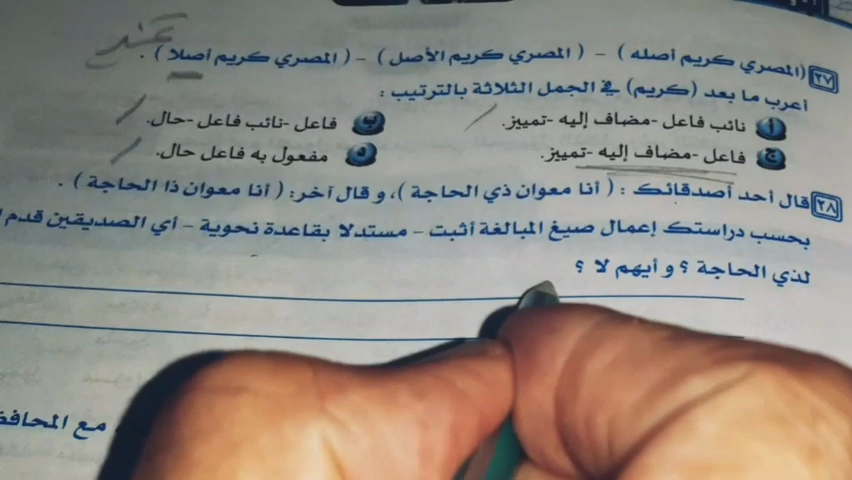 تمييز
٢٧ (المصري كريم أصله) - (المصري كريم الأصل) - (المصري كريم أصلا).
أعرب ما بعد (كريم) في الجمل الثلاثة بالترتيب :
أ نائب فاعل -مضاف إليه -تمييز. ب فاعل -نائب فاعل -حال.
ج فاعل -مضاف إليه -تمييز. د مفعول به فاعل حال.
٢٨ قال أحد أصدقائك : (أنا معوان ذي الحاجة)، و قال آخر: (أنا معوان ذا الحاجة).
بحسب دراستك إعمال صيغ المبالغة أثبت - مستدلا بقاعدة نحوية - أي الصديقين قدم
لذي الحاجة ؟ و أيهم لا ؟
مع المحافظ